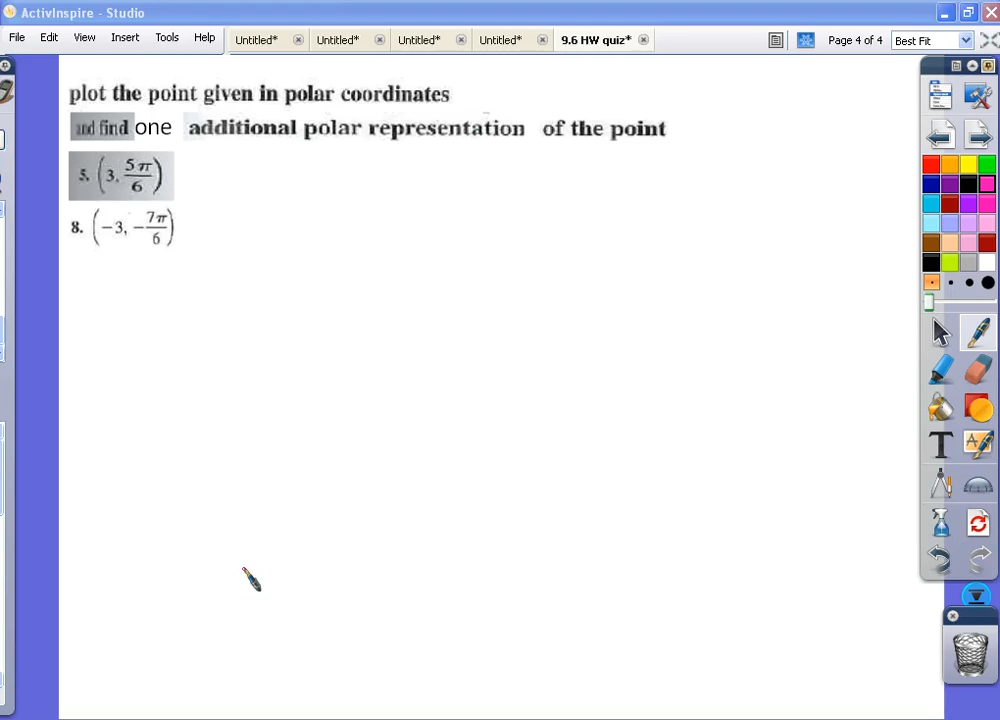 ActivInspire - Studio
File Edit View Insert Tools Help
Untitled* Untitled* Untitled* Untitled* 9.6 HW quiz*
Page 4 of 4 Best Fit
plot the point given in polar coordinates
and find one additional polar representation of the point
5. (3, 5π/6)
8. (−3, −7π/6)
T
A